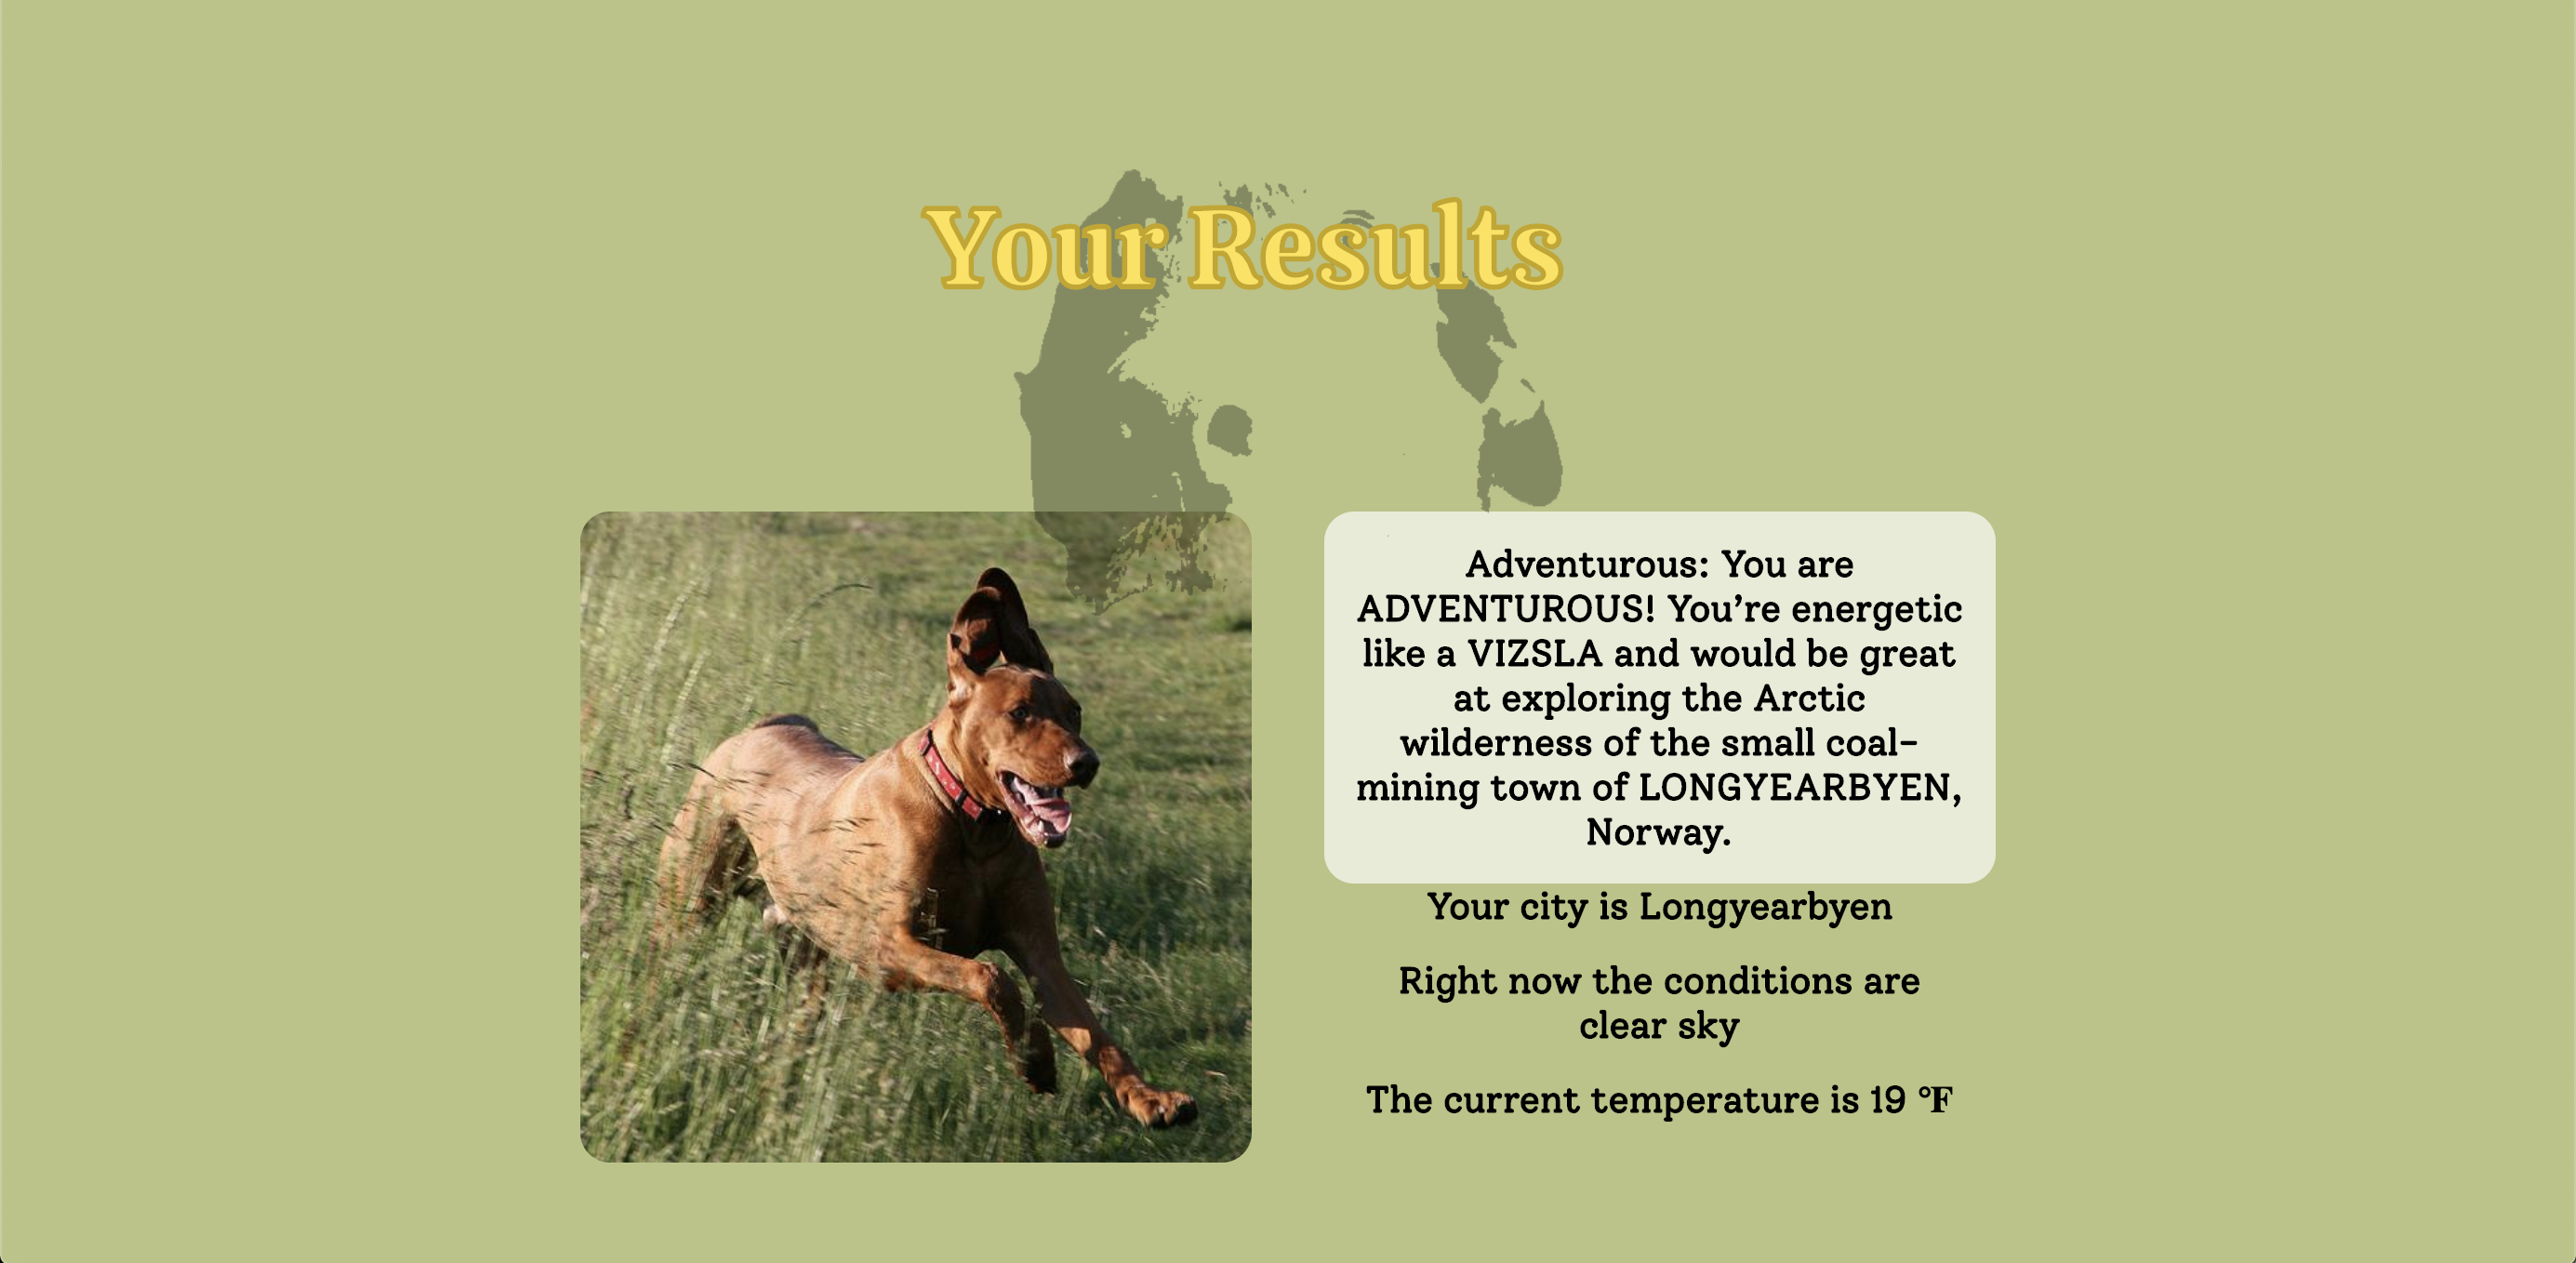 Your Results
Adventurous: You are
ADVENTUROUS! You’re energetic
like a VIZSLA and would be great
at exploring the Arctic
wilderness of the small coal-
mining town of LONGYEARBYEN,
Norway.
Your city is Longyearbyen
Right now the conditions are
clear sky
The current temperature is 19 °F